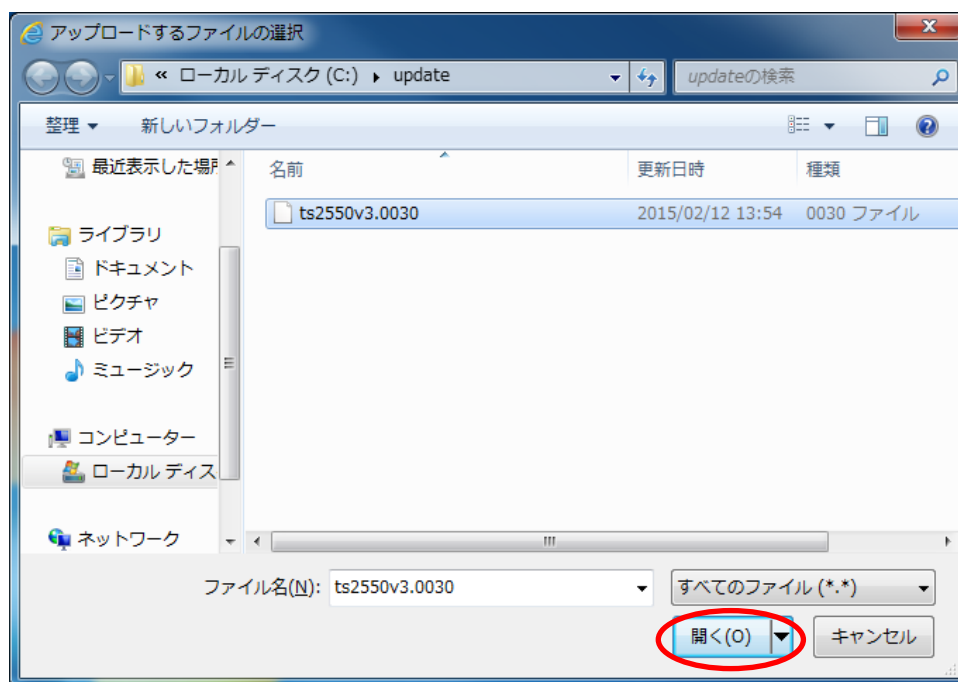 アップロードするファイルの選択
« ローカル ディスク (C:) ▸ update
updateの検索
整理 ▼ 新しいフォルダー
最近表示した場所
名前 更新日時 種類
ts2550v3.0030 2015/02/12 13:54 0030 ファイル
ライブラリ
ドキュメント
ピクチャ
ビデオ
ミュージック
コンピューター
ローカル ディス
ネットワーク
ファイル名(N): ts2550v3.0030 すべてのファイル (*.*)
開く(O) キャンセル